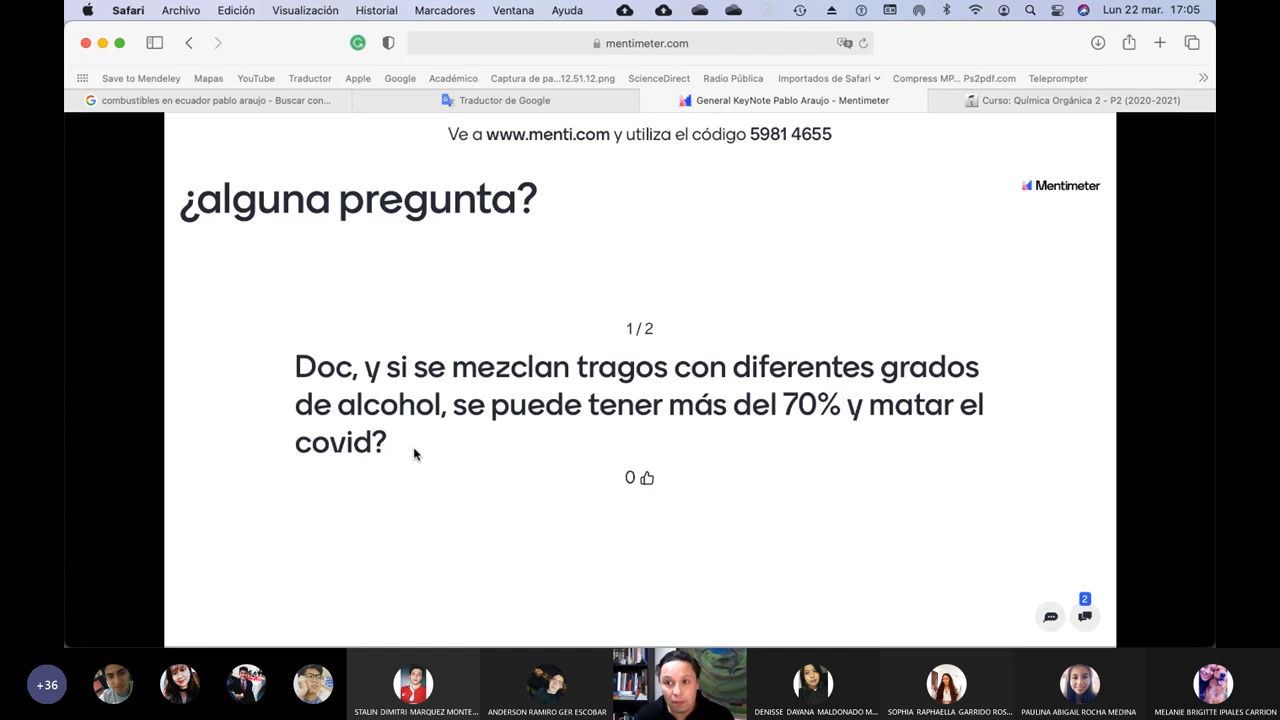 Safari Archivo Edición Visualización Historial Marcadores Ventana Ayuda Lun 22 mar. 17:05
mentimeter.com
Save to Mendeley Mapas YouTube Traductor Apple Google Académico Captura de pa...12.51.12.png ScienceDirect Radio Pública Importados de Safari Compress MP... Ps2pdf.com Teleprompter
combustibles en ecuador pablo araujo - Buscar con... Traductor de Google General KeyNote Pablo Araujo - Mentimeter Curso: Química Orgánica 2 - P2 (2020-2021)
Ve a www.menti.com y utiliza el código 5981 4655
¿alguna pregunta?
Mentimeter
1 / 2
Doc, y si se mezclan tragos con diferentes grados
de alcohol, se puede tener más del 70% y matar el
covid?
0
2
+36
STALIN DIMITRI MARQUEZ MONTE... ANDERSON RAMIRO GER ESCOBAR DENISSE DAYANA MALDONADO M... SOPHIA RAPHAELLA GARRIDO ROS... PAULINA ABIGAIL ROCHA MEDINA MELANIE BRIGITTE IPIALES CARRION